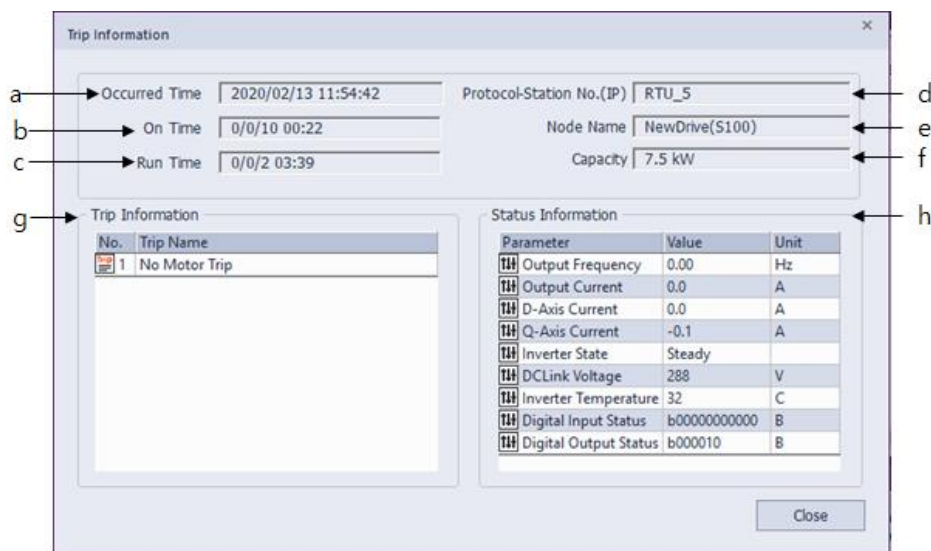 Trip Information ×
a Occurred Time 2020/02/13 11:54:42 Protocol-Station No.(IP) RTU_5 d
b On Time 0/0/10 00:22 Node Name NewDrive(S100) e
c Run Time 0/0/2 03:39 Capacity 7.5 kW f
g Trip Information
No. Trip Name
1 No Motor Trip
Status Information h
Parameter Value Unit
Output Frequency 0.00 Hz
Output Current 0.0 A
D-Axis Current 0.0 A
Q-Axis Current -0.1 A
Inverter State Steady
DCLink Voltage 288 V
Inverter Temperature 32 C
Digital Input Status b00000000000 B
Digital Output Status b000010 B
Close